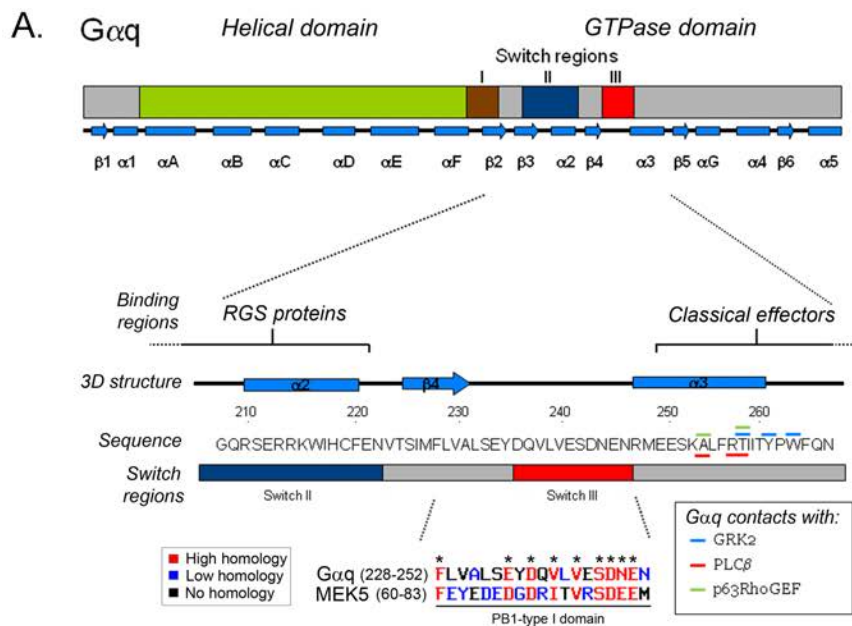 A.
Gαq
Helical domain
GTPase domain
Switch regions
I II III
β1 α1 αA αB αC αD αE αF β2 β3 α2 β4 α3 β5 αG α4 β6 α5
Binding regions
RGS proteins
Classical effectors
3D structure
α2 β4 α3
210 220 230 240 250 260
Sequence
GQRSERRKWIHCFENVTSIMFLVALSEYDQVLVESDNENRMEESKALFRTIITYPWFQN
Switch regions
Switch II
Switch III
High homology
Low homology
No homology
* * * * * * * * *
Gαq (228-252) FLVALSEYDQVLVESDNEN
MEK5 (60-83) FEYEDEDGDRITVRSDEEM
PB1-type I domain
Gαq contacts with:
GRK2
PLCβ
p63RhoGEF